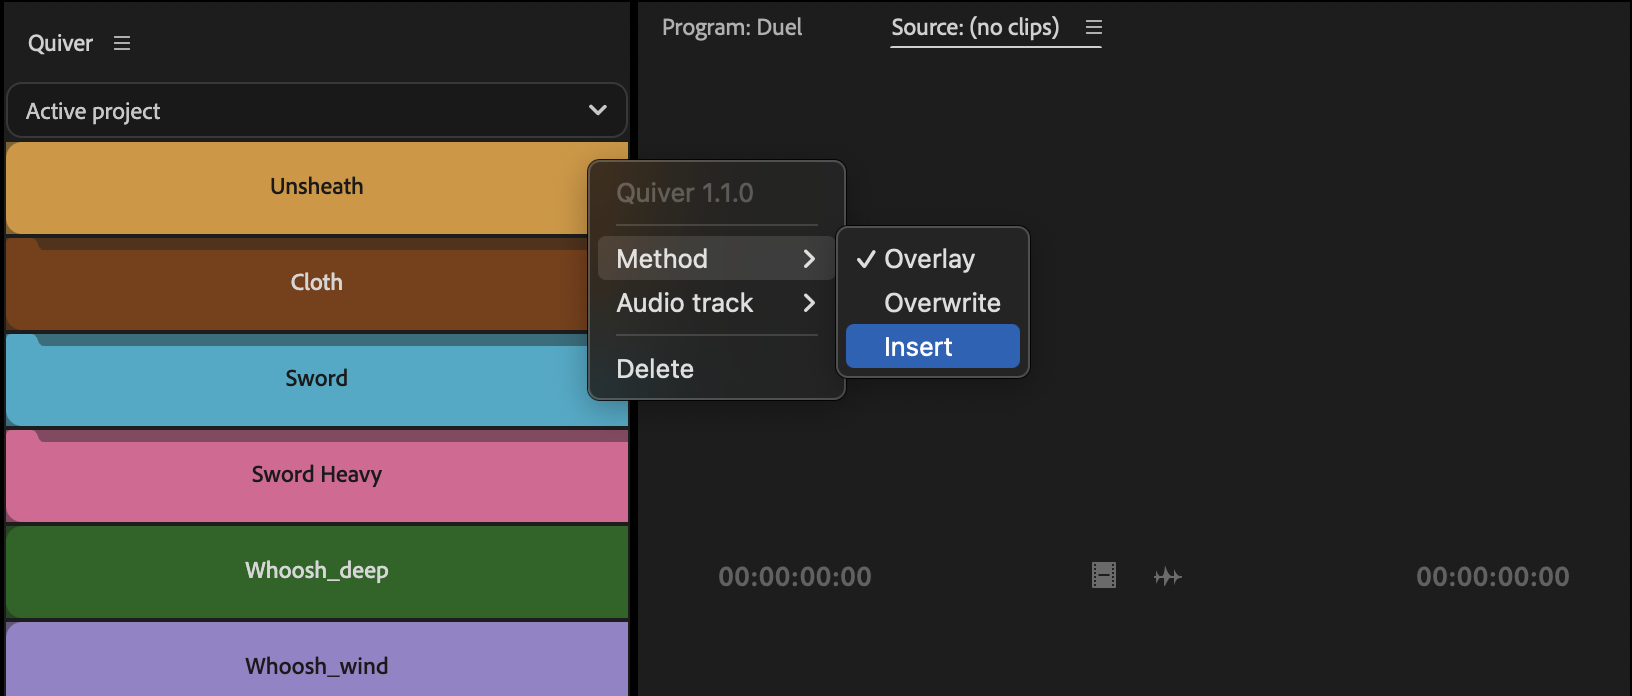 Quiver
Program: Duel
Source: (no clips)
Active project
Unsheath
Cloth
Sword
Sword Heavy
Whoosh_deep
Whoosh_wind
Quiver 1.1.0
Method
Audio track
Delete
Overlay
Overwrite
Insert
00:00:00:00
00:00:00:00